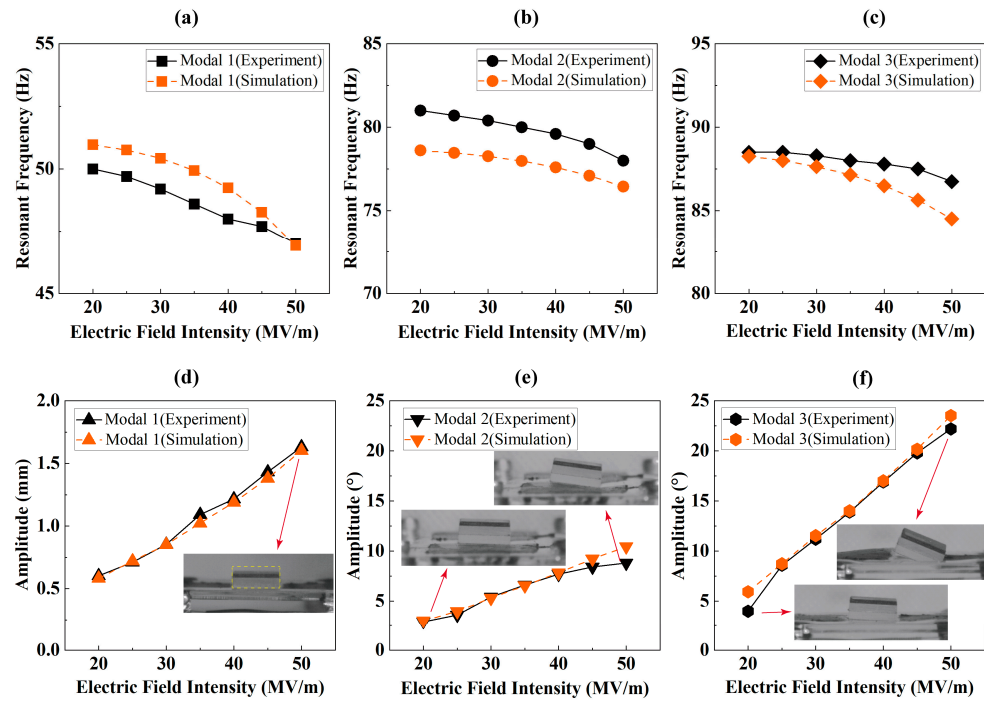 (a)
55
Modal 1(Experiment)
Modal 1(Simulation)
Resonant Frequency (Hz)
50
45
20 30 40 50
Electric Field Intensity (MV/m)
(b)
85
Modal 2(Experiment)
Modal 2(Simulation)
Resonant Frequency (Hz)
80
75
70
20 30 40 50
Electric Field Intensity (MV/m)
(c)
95
Modal 3(Experiment)
Modal 3(Simulation)
Resonant Frequency (Hz)
90
85
80
20 30 40 50
Electric Field Intensity (MV/m)
(d)
2.0
Modal 1(Experiment)
Modal 1(Simulation)
Amplitude (mm)
1.5
1.0
0.5
0.0
20 30 40 50
Electric Field Intensity (MV/m)
(e)
25
Modal 2(Experiment)
Modal 2(Simulation)
Amplitude (°)
20
15
10
5
0
20 30 40 50
Electric Field Intensity (MV/m)
(f)
25
Modal 3(Experiment)
Modal 3(Simulation)
Amplitude (°)
20
15
10
5
0
20 30 40 50
Electric Field Intensity (MV/m)